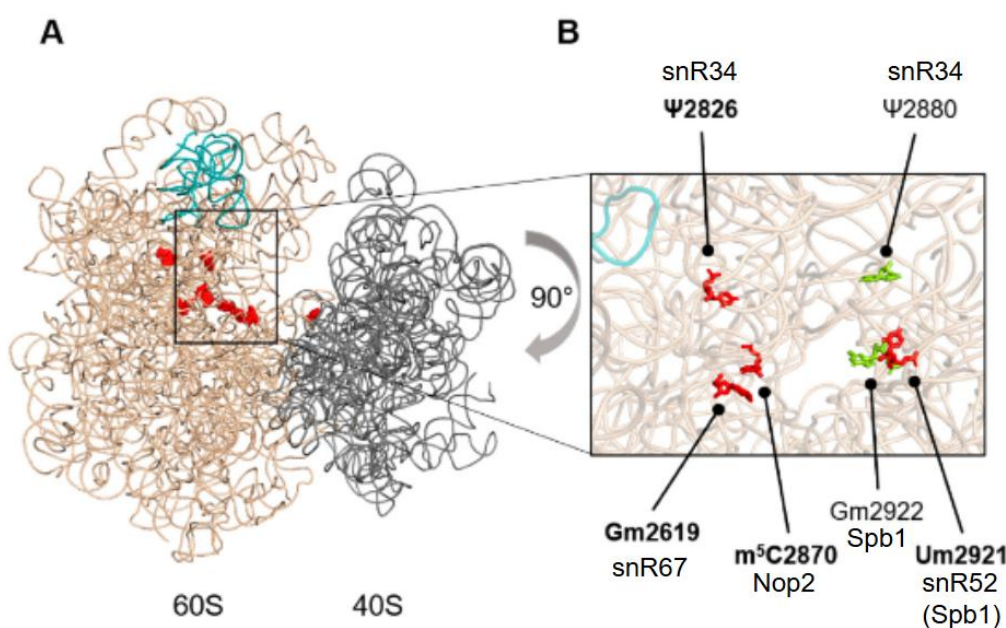 A
B
snR34
Ψ2826
snR34
Ψ2880
90°
Gm2619
snR67
m⁵C2870
Nop2
Gm2922
Spb1
Um2921
snR52
(Spb1)
60S
40S